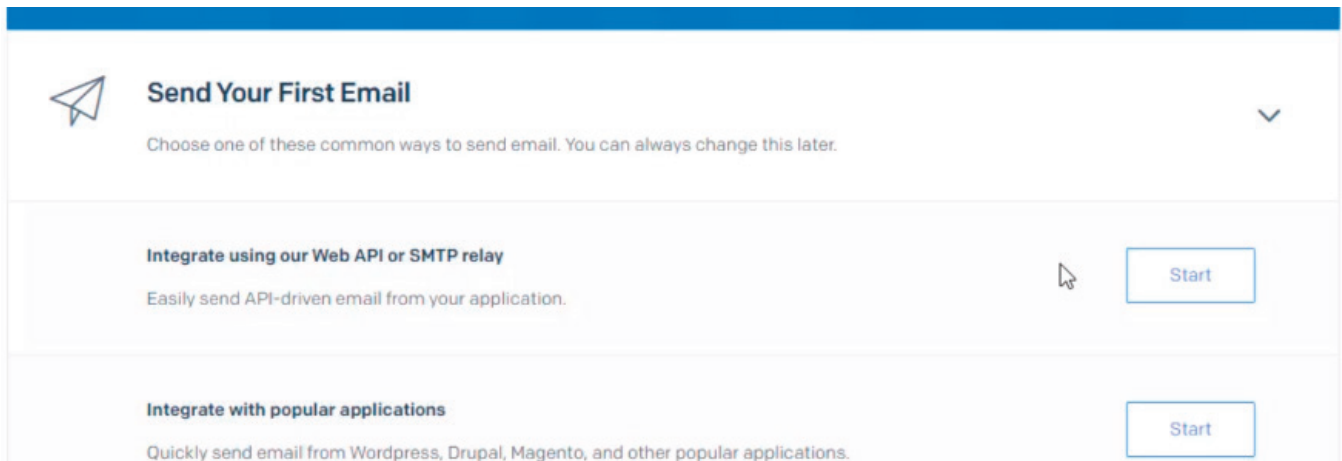 Send Your First Email
Choose one of these common ways to send email. You can always change this later.
Integrate using our Web API or SMTP relay
Easily send API-driven email from your application.
Start
Integrate with popular applications
Quickly send email from Wordpress, Drupal, Magento, and other popular applications.
Start